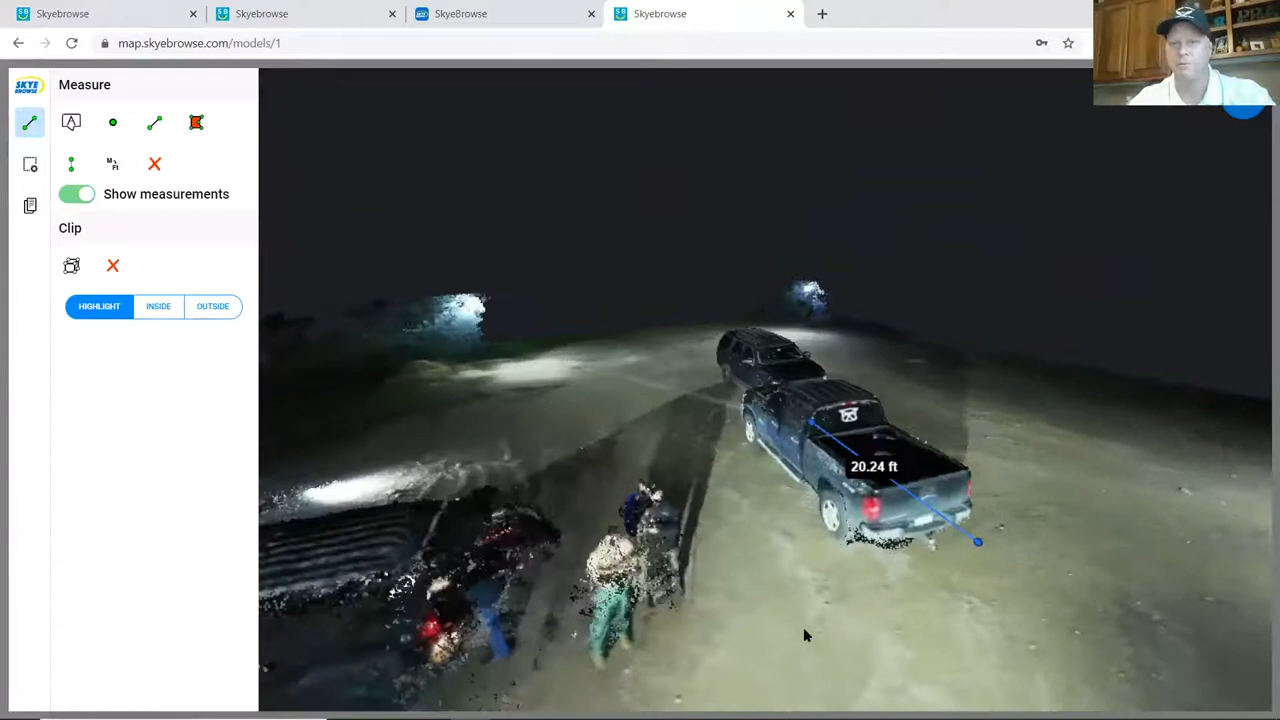 Skyebrowse
Skyebrowse
SkyeBrowse
Skyebrowse
map.skyebrowse.com/models/1
SKYE
BROWSE
Measure
A
M
Ft
Show measurements
Clip
HIGHLIGHT
INSIDE
OUTSIDE
20.24 ft